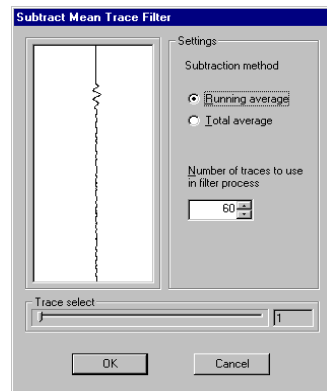 Subtract Mean Trace Filter
Settings
Subtraction method
Running average
Total average
Number of traces to use
in filter process
60
Trace select
1
OK
Cancel